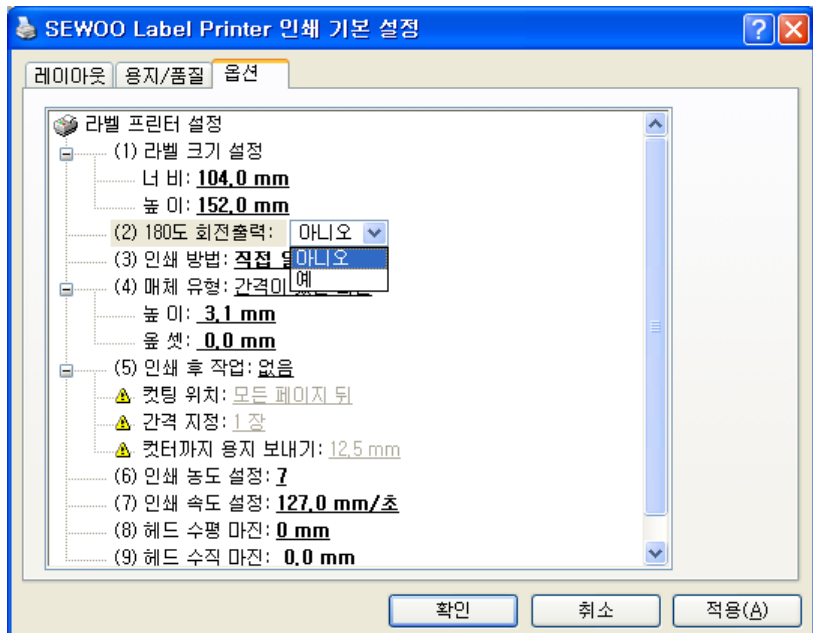 SEWOO Label Printer 인쇄 기본 설정
레이아웃 용지/품질 옵션
라벨 프린터 설정
(1) 라벨 크기 설정
너 비: 104,0 mm
높 이: 152,0 mm
(2) 180도 회전출력: 아니오
아니오
예
(3) 인쇄 방법: 직접
(4) 매체 유형: 간격이
높 이: 3,1 mm
옾 셋: 0,0 mm
(5) 인쇄 후 작업: 없음
컷팅 위치: 모든 페이지 뒤
간격 지정: 1 장
컷터까지 용지 보내기: 12,5 mm
(6) 인쇄 농도 설정: 7
(7) 인쇄 속도 설정: 127,0 mm/초
(8) 헤드 수평 마진: 0 mm
(9) 헤드 수직 마진: 0,0 mm
확인 취소 적용(A)